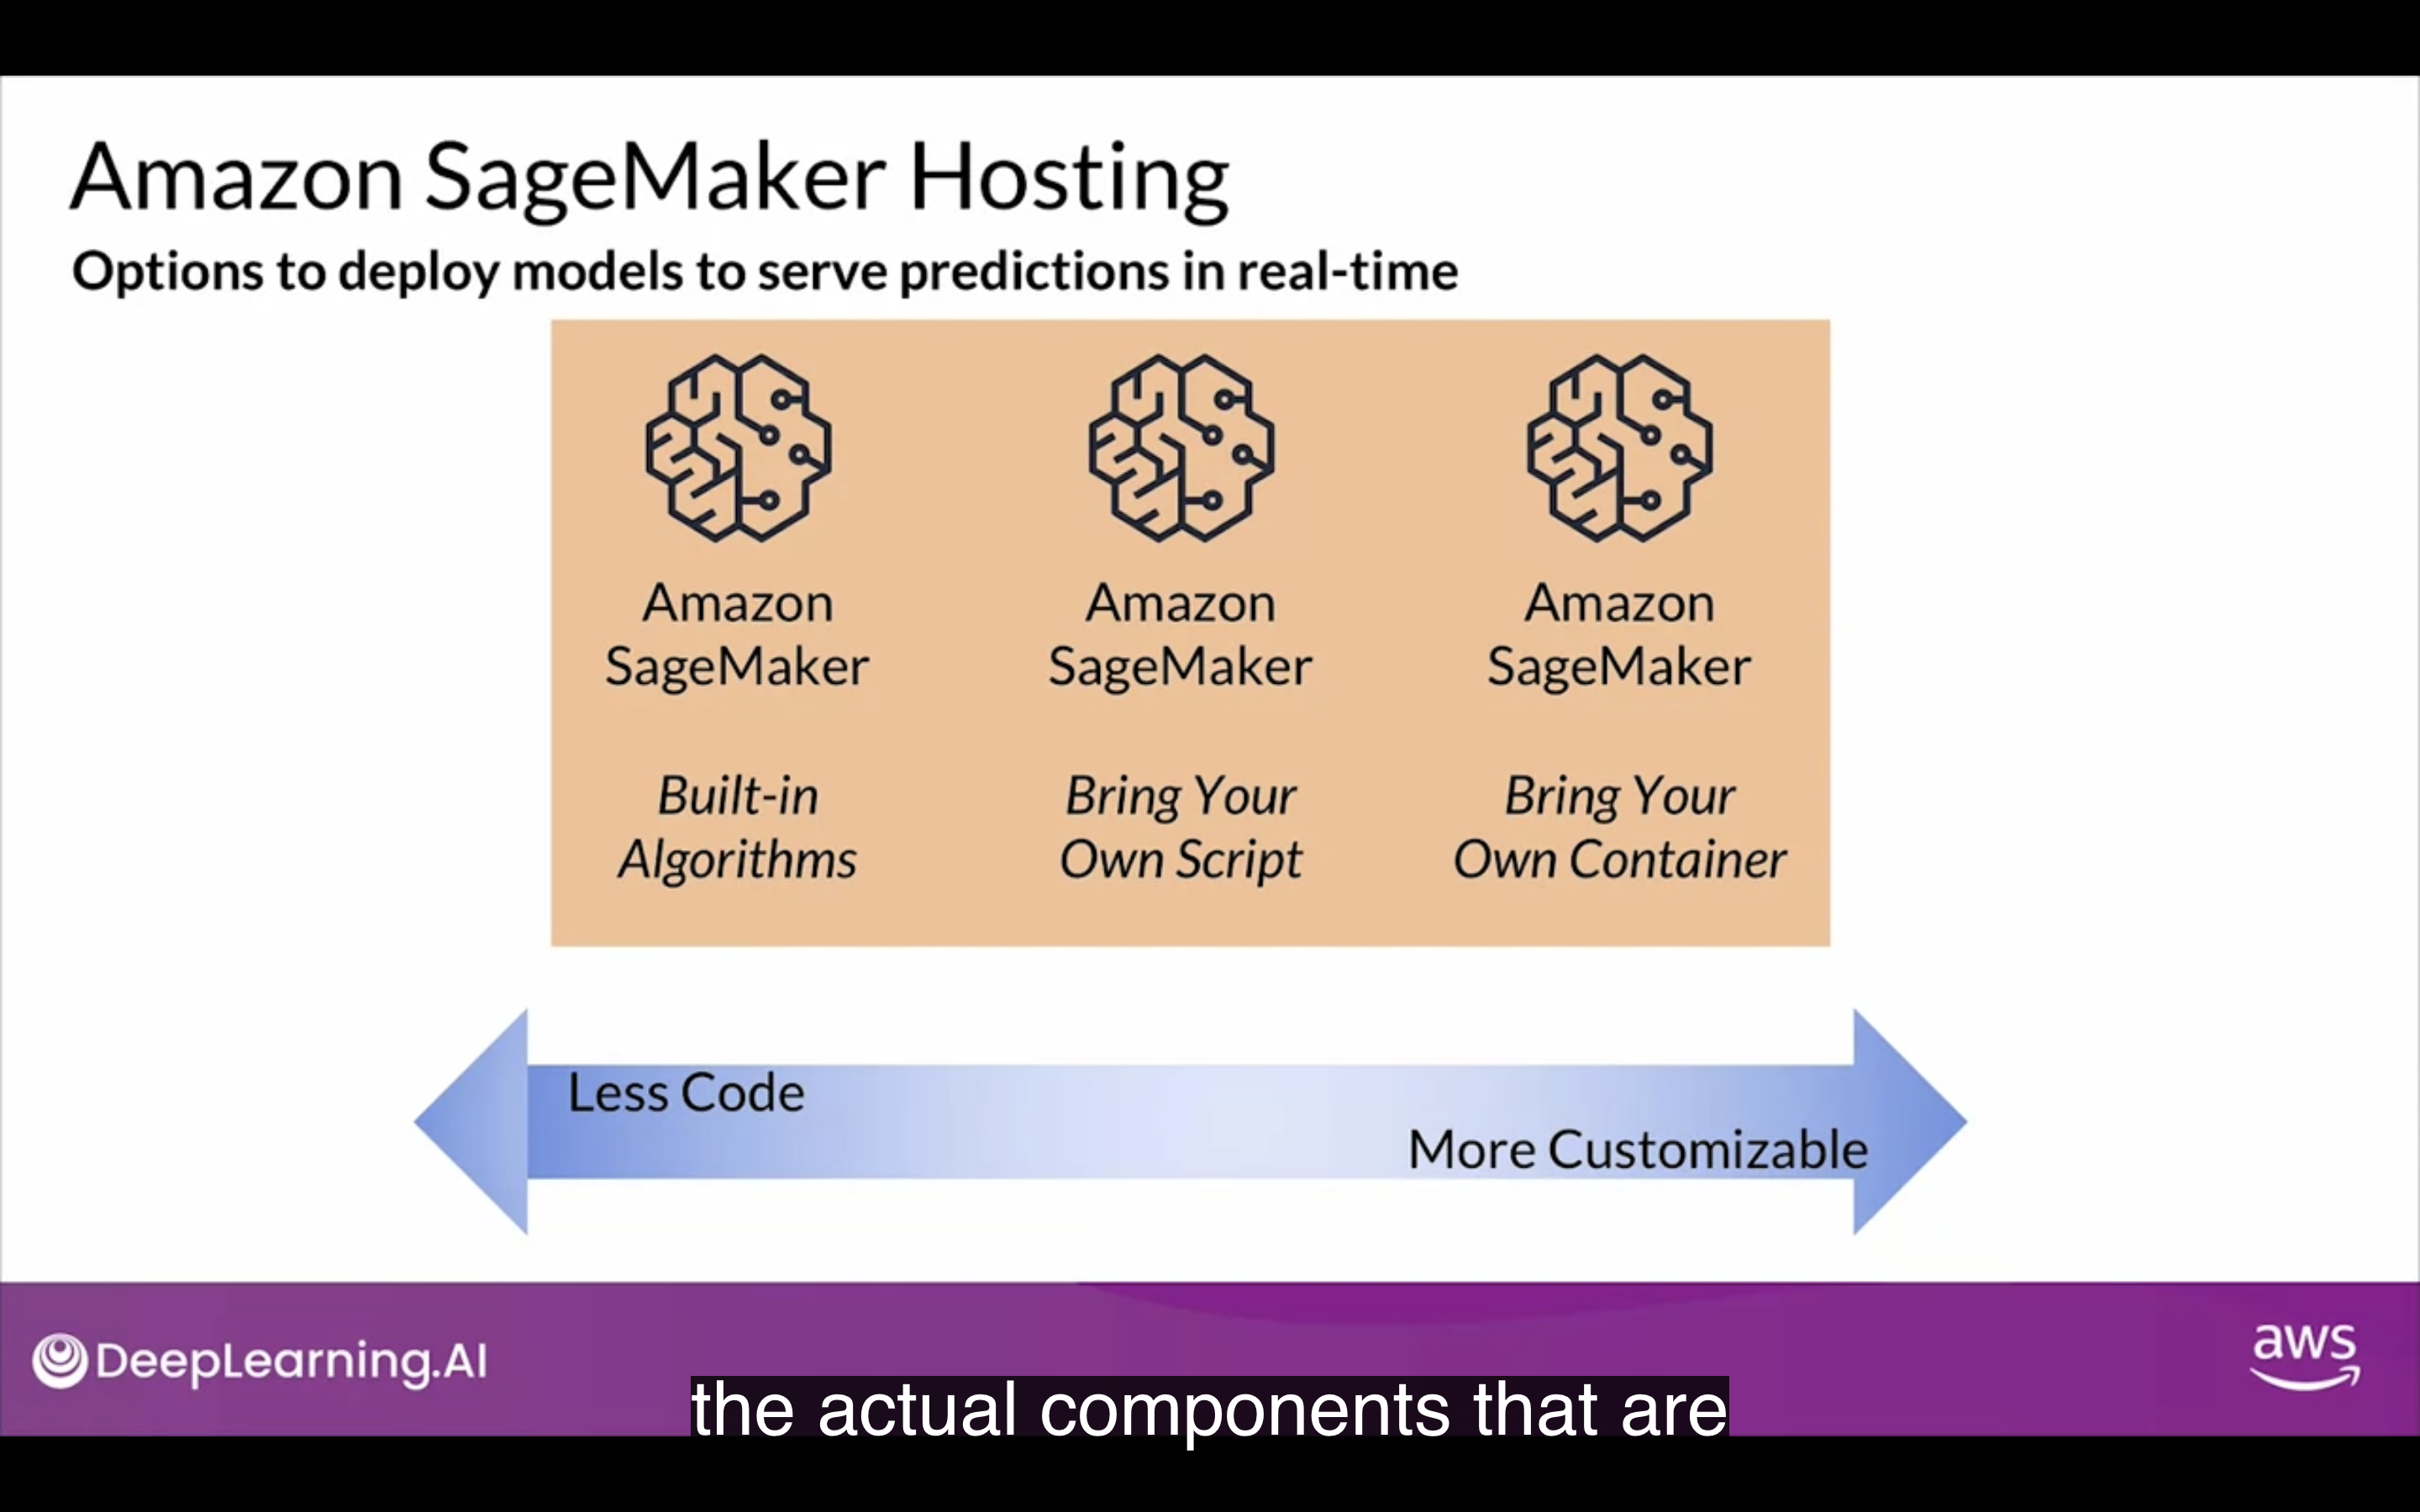 Amazon SageMaker Hosting
Options to deploy models to serve predictions in real-time
Amazon
SageMaker
Built-in
Algorithms
Amazon
SageMaker
Bring Your
Own Script
Amazon
SageMaker
Bring Your
Own Container
Less Code
More Customizable
DeepLearning.AI
aws
the actual components that are